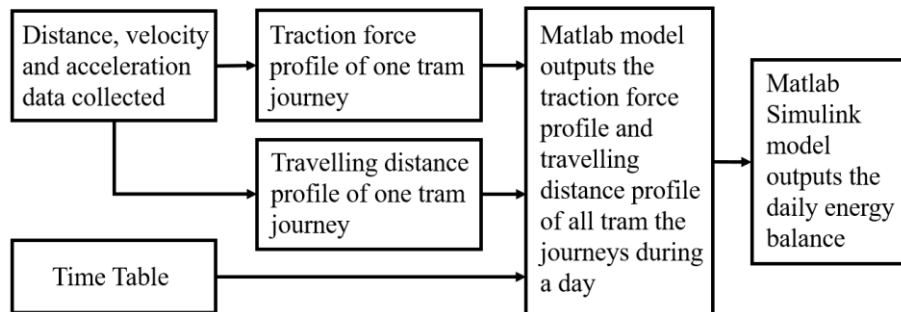 Distance, velocity
and acceleration
data collected
Traction force
profile of one tram
journey
Travelling distance
profile of one tram
journey
Time Table
Matlab model
outputs the
traction force
profile and
travelling
distance profile
of all tram the
journeys during
a day
Matlab
Simulink
model
outputs the
daily energy
balance